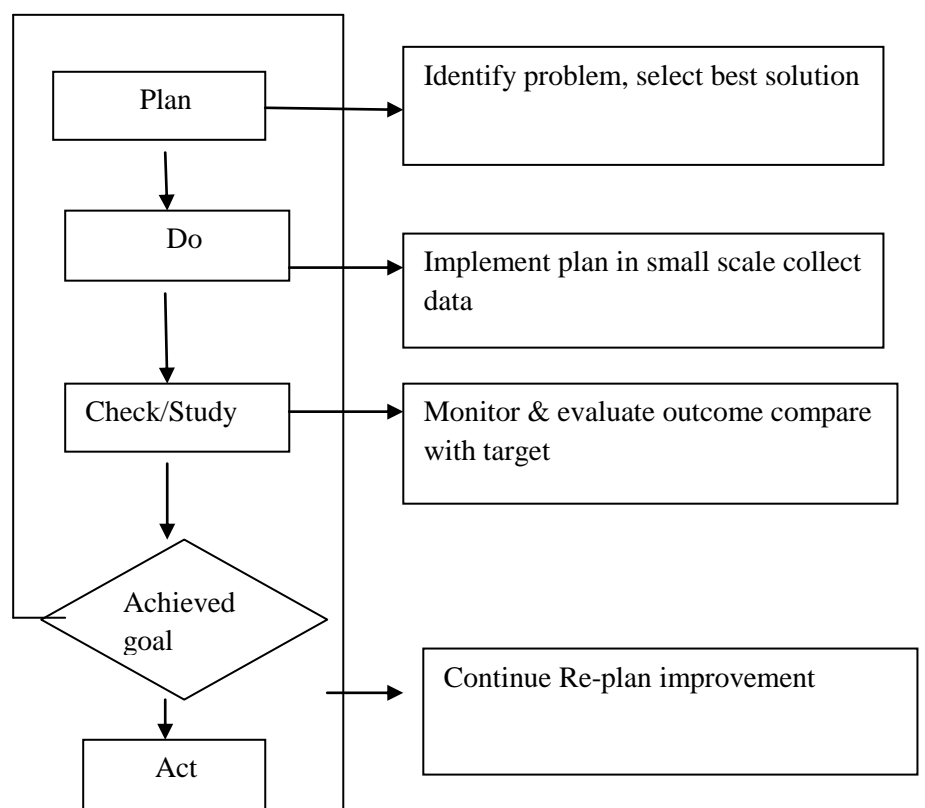 Plan
Identify problem, select best solution
Do
Implement plan in small scale collect
data
Check/Study
Monitor & evaluate outcome compare
with target
Achieved
goal
Continue Re-plan improvement
Act